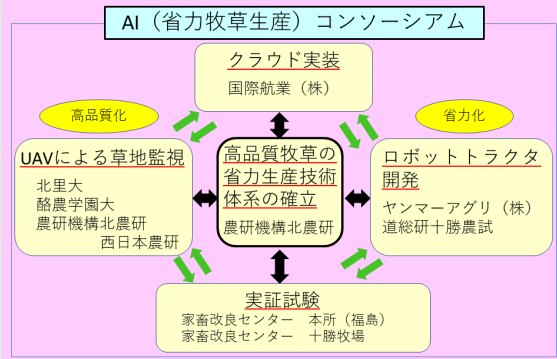 AI（省力牧草生産）コンソーシアム
クラウド実装
国際航業（株）
高品質化
省力化
UAVによる草地監視
北里大
酪農学園大
農研機構北農研
西日本農研
高品質牧草の
省力生産技術
体系の確立
農研機構北農研
ロボットトラクタ
開発
ヤンマーアグリ（株）
道総研十勝農試
実証試験
家畜改良センター　本所（福島）
家畜改良センター　十勝牧場